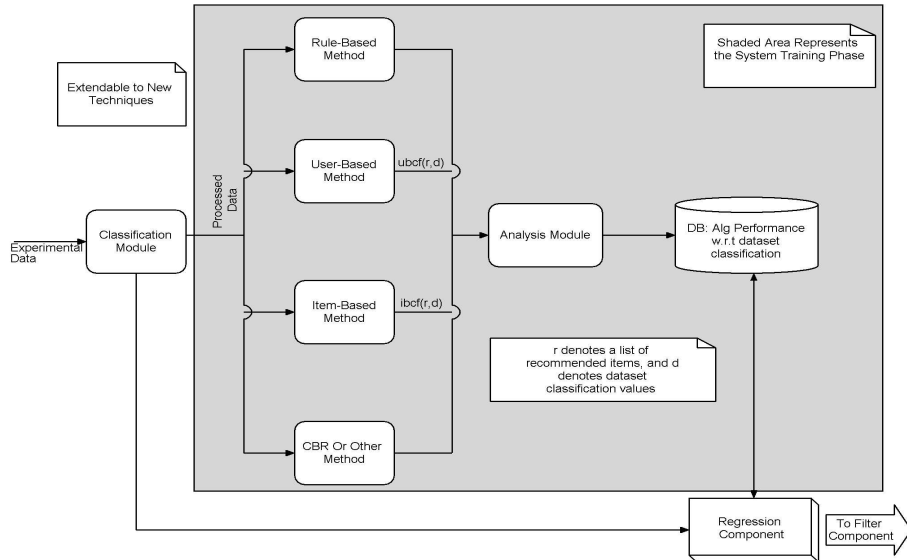 Rule-Based
Method
Shaded Area Represents
the System Training Phase
Extendable to New
Techniques
User-Based
Method
ubcf(r,d)
Processed
Data
Classification
Module
Experimental
Data
Analysis Module
DB: Alg Performance
w.r.t dataset
classification
Item-Based
Method
ibcf(r,d)
r denotes a list of
recommended items, and d
denotes dataset
classification values
CBR Or Other
Method
Regression
Component
To Filter
Component